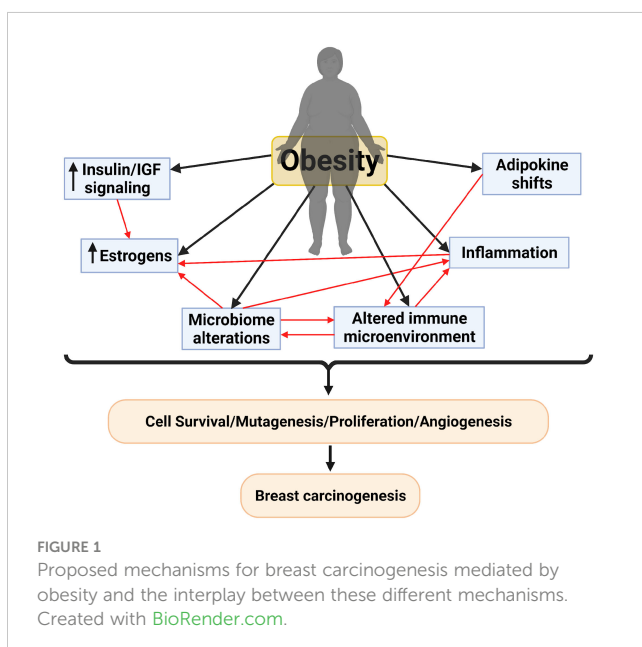 Obesity
↑ Insulin/IGF
signaling
Adipokine
shifts
↑ Estrogens
Inflammation
Microbiome
alterations
Altered immune
microenvironment
Cell Survival/Mutagenesis/Proliferation/Angiogenesis
Breast carcinogenesis
FIGURE 1
Proposed mechanisms for breast carcinogenesis mediated by
obesity and the interplay between these different mechanisms.
Created with BioRender.com.